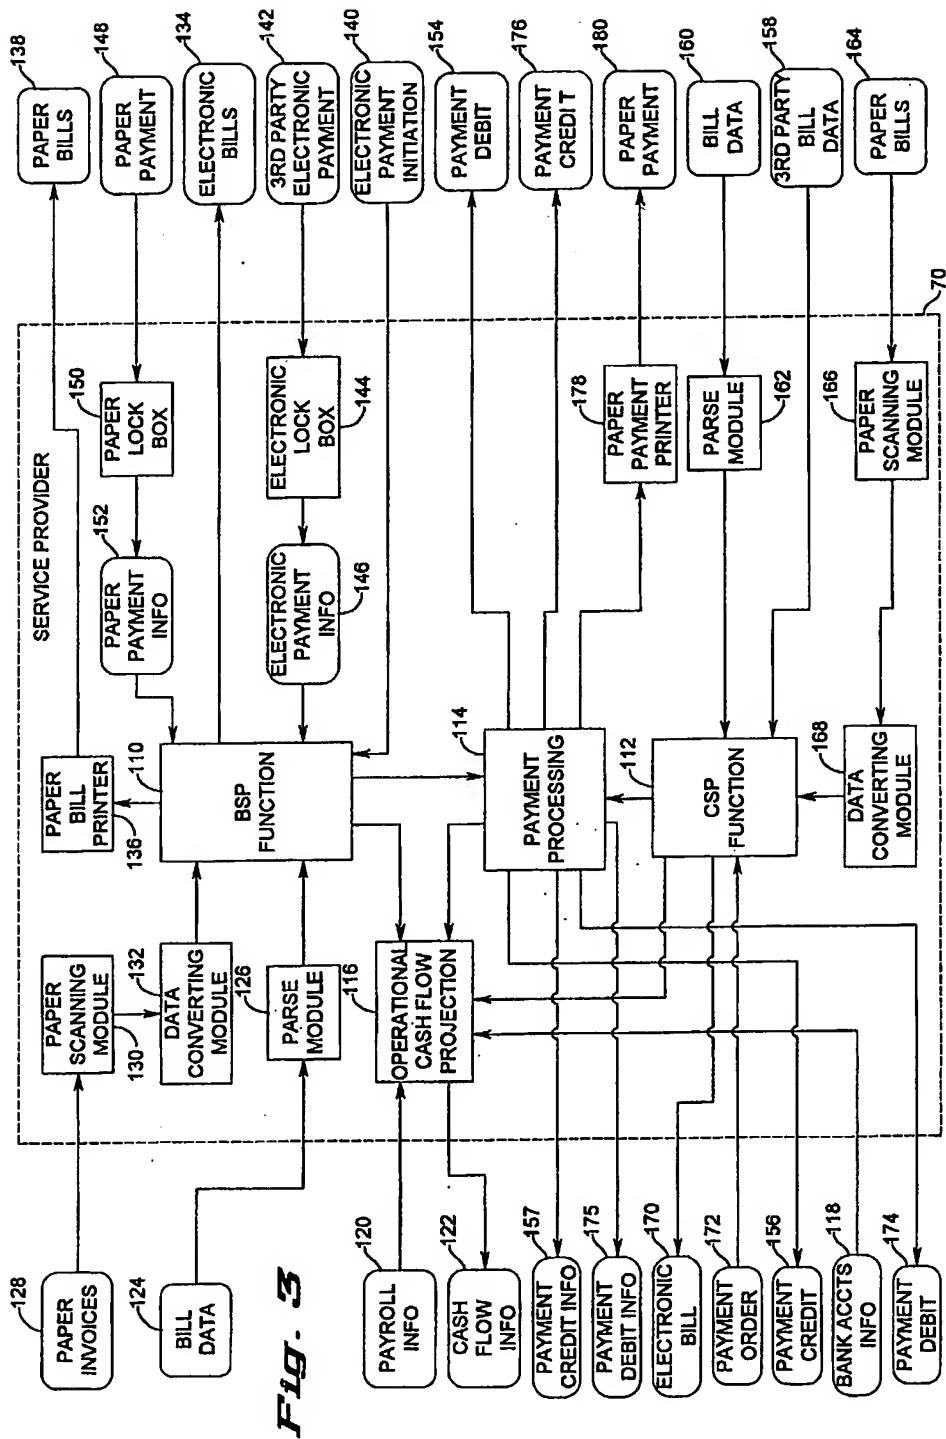 138
PAPER
BILLS
148
PAPER
PAYMENT
134
ELECTRONIC
BILLS
142
3RD PARTY
ELECTRONIC
PAYMENT
140
ELECTRONIC
PAYMENT
INITIATION
154
PAYMENT
DEBIT
176
PAYMENT
CREDIT
180
PAPER
PAYMENT
160
BILL
DATA
158
3RD PARTY
BILL
DATA
164
PAPER
BILLS
70
SERVICE PROVIDER
150
PAPER
LOCK
BOX
152
PAPER
PAYMENT
INFO
ELECTRONIC
LOCK
BOX
144
ELECTRONIC
PAYMENT
INFO
146
178
PAPER
PAYMENT
PRINTER
PARSE
MODULE
162
166
PAPER
SCANNING
MODULE
PAPER
BILL
PRINTER
136
110
BSP
FUNCTION
114
PAYMENT
PROCESSING
112
CSP
FUNCTION
168
DATA
CONVERTING
MODULE
PAPER
SCANNING
MODULE
130
132
DATA
CONVERTING
MODULE
126
PARSE
MODULE
116
OPERATIONAL
CASH FLOW
PROJECTION
128
PAPER
INVOICES
124
BILL
DATA
120
PAYROLL
INFO
122
CASH
FLOW
INFO
157
PAYMENT
CREDIT INFO
175
PAYMENT
DEBIT INFO
170
ELECTRONIC
BILL
172
PAYMENT
ORDER
156
PAYMENT
CREDIT
118
BANK ACCTS
INFO
174
PAYMENT
DEBIT
Fig. 3